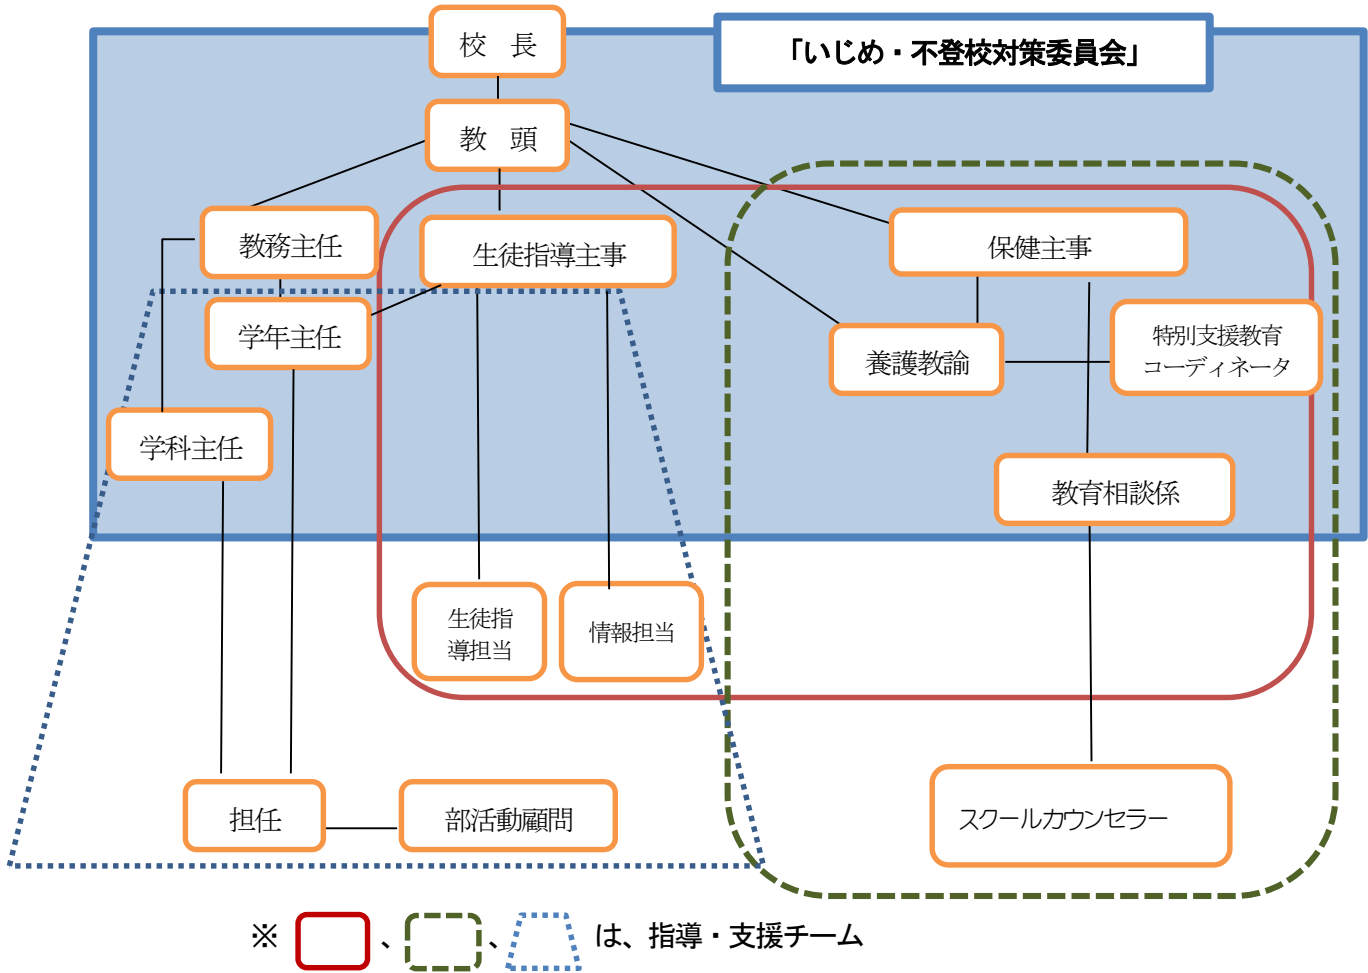 校　長
「いじめ・不登校対策委員会」
教　頭
教務主任
生徒指導主事
保健主事
学年主任
養護教諭
特別支援教育
コーディネータ
学科主任
教育相談係
生徒指
導担当
情報担当
担任
部活動顧問
スクールカウンセラー
※　、　、　は、指導・支援チーム